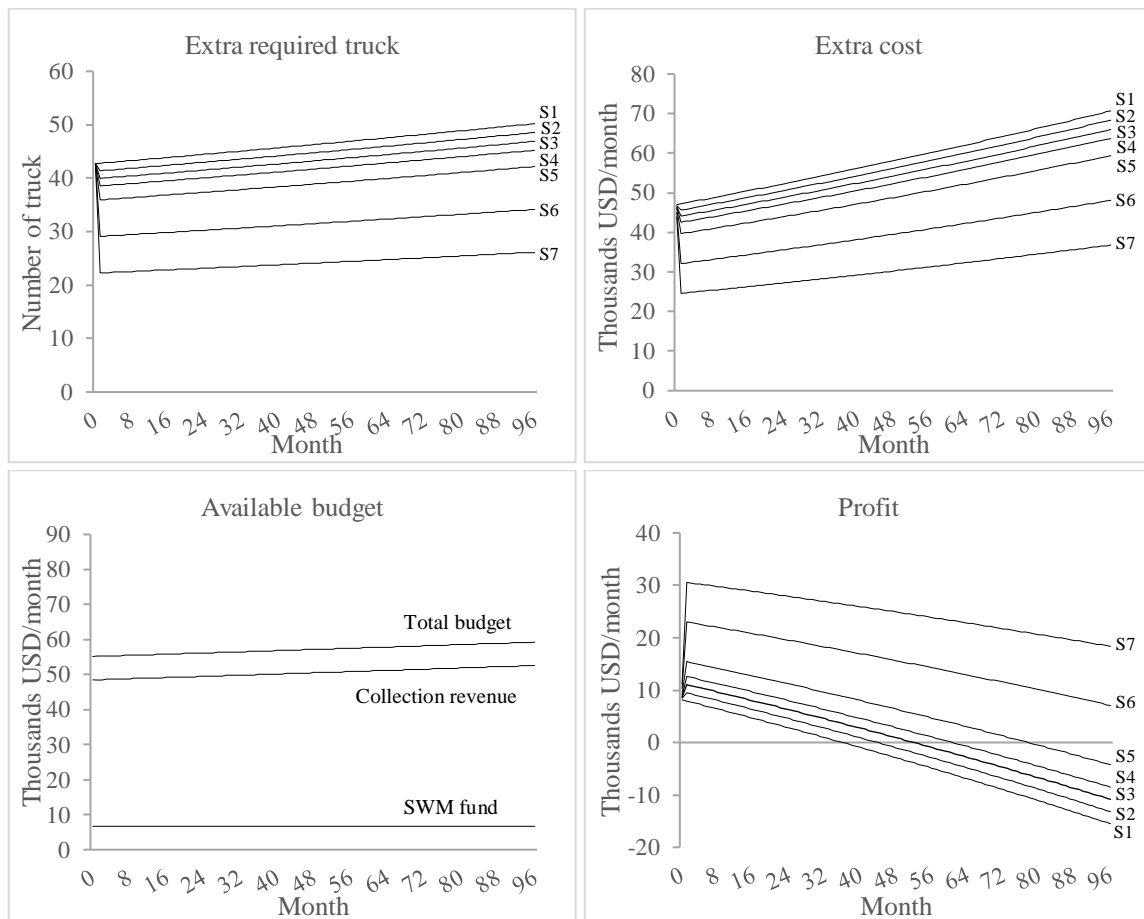 Extra required truck
Number of truck
60
50
40
30
20
10
0
S1
S2
S3
S4
S5
S6
S7
0 8 16 24 32 40 48 56 64 72 80 88 96
Month
Extra cost
Thousands USD/month
80
70
60
50
40
30
20
10
0
S1
S2
S3
S4
S5
S6
S7
0 8 16 24 32 40 48 56 64 72 80 88 96
Month
Available budget
Thousands USD/month
90
80
70
60
50
40
30
20
10
0
Total budget
Collection revenue
SWM fund
0 8 16 24 32 40 48 56 64 72 80 88 96
Month
Profit
Thousands USD/month
40
30
20
10
0
-10
-20
S7
S6
S5
S4
S3
S2
S1
0 8 16 24 32 40 48 56 64 72 80 88 96
Month